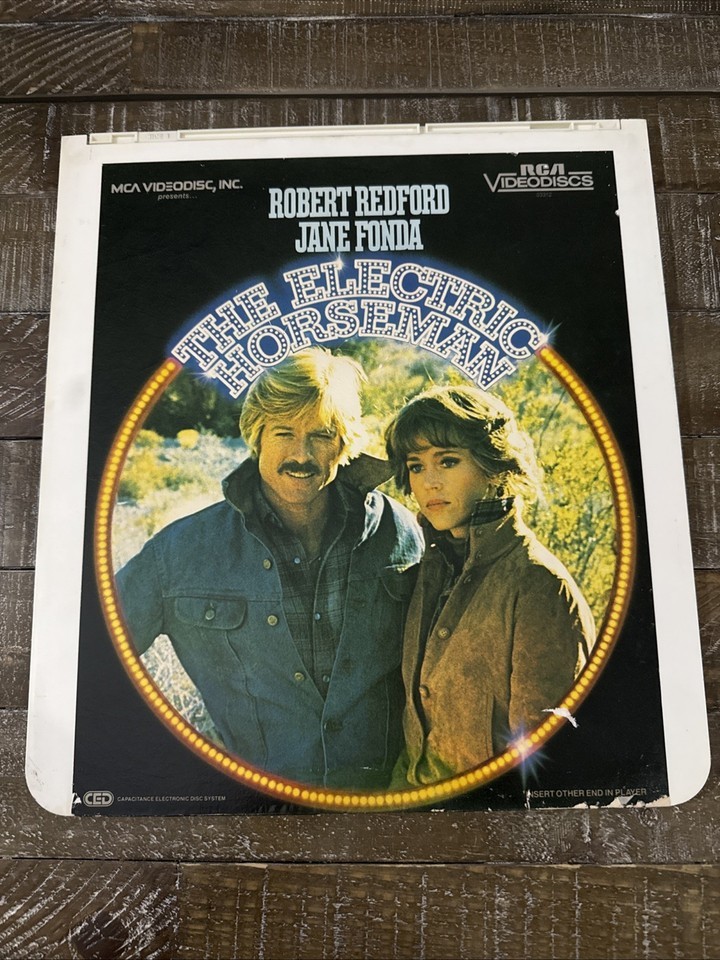 MCA VIDEODISC, INC.
presents...
RCA
VIDEODISCS
ROBERT REDFORD
JANE FONDA
THE ELECTRIC
HORSEMAN
CED CAPACITANCE ELECTRONIC DISC SYSTEM
INSERT OTHER END IN PLAYER